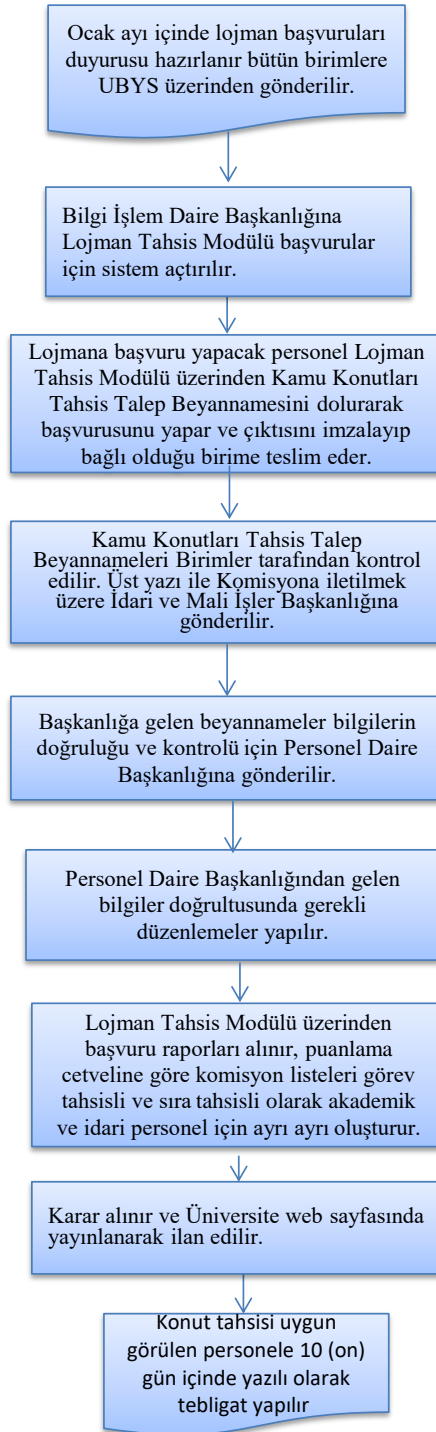 Ocak ayı içinde lojman başvuruları
duyurusu hazırlanır bütün birimlere
UBYS üzerinden gönderilir.
Bilgi İşlem Daire Başkanlığına
Lojman Tahsis Modülü başvurular
için sistem açtırılır.
Lojmana başvuru yapacak personel Lojman
Tahsis Modülü üzerinden Kamu Konutları
Tahsis Talep Beyannamesini dolurarak
başvurusunu yapar ve çıktısını imzalayıp
bağlı olduğu birime teslim eder.
Kamu Konutları Tahsis Talep
Beyannameleri Birimler tarafından kontrol
edilir. Üst yazı ile Komisyona iletilmek
üzere İdari ve Mali İşler Başkanlığına
gönderilir.
Başkanlığa gelen beyannameler bilgilerin
doğruluğu ve kontrolü için Personel Daire
Başkanlığına gönderilir.
Personel Daire Başkanlığından gelen
bilgiler doğrultusunda gerekli
düzenlemeler yapılır.
Lojman Tahsis Modülü üzerinden
başvuru raporları alınır, puanlama
cetveline göre komisyon listeleri görev
tahsisli ve sıra tahsisli olarak akademik
ve idari personel için ayrı ayrı oluşturur.
Karar alınır ve Üniversite web sayfasında
yayınlanarak ilan edilir.
Konut tahsisi uygun
görülen personele 10 (on)
gün içinde yazılı olarak
tebligat yapılır